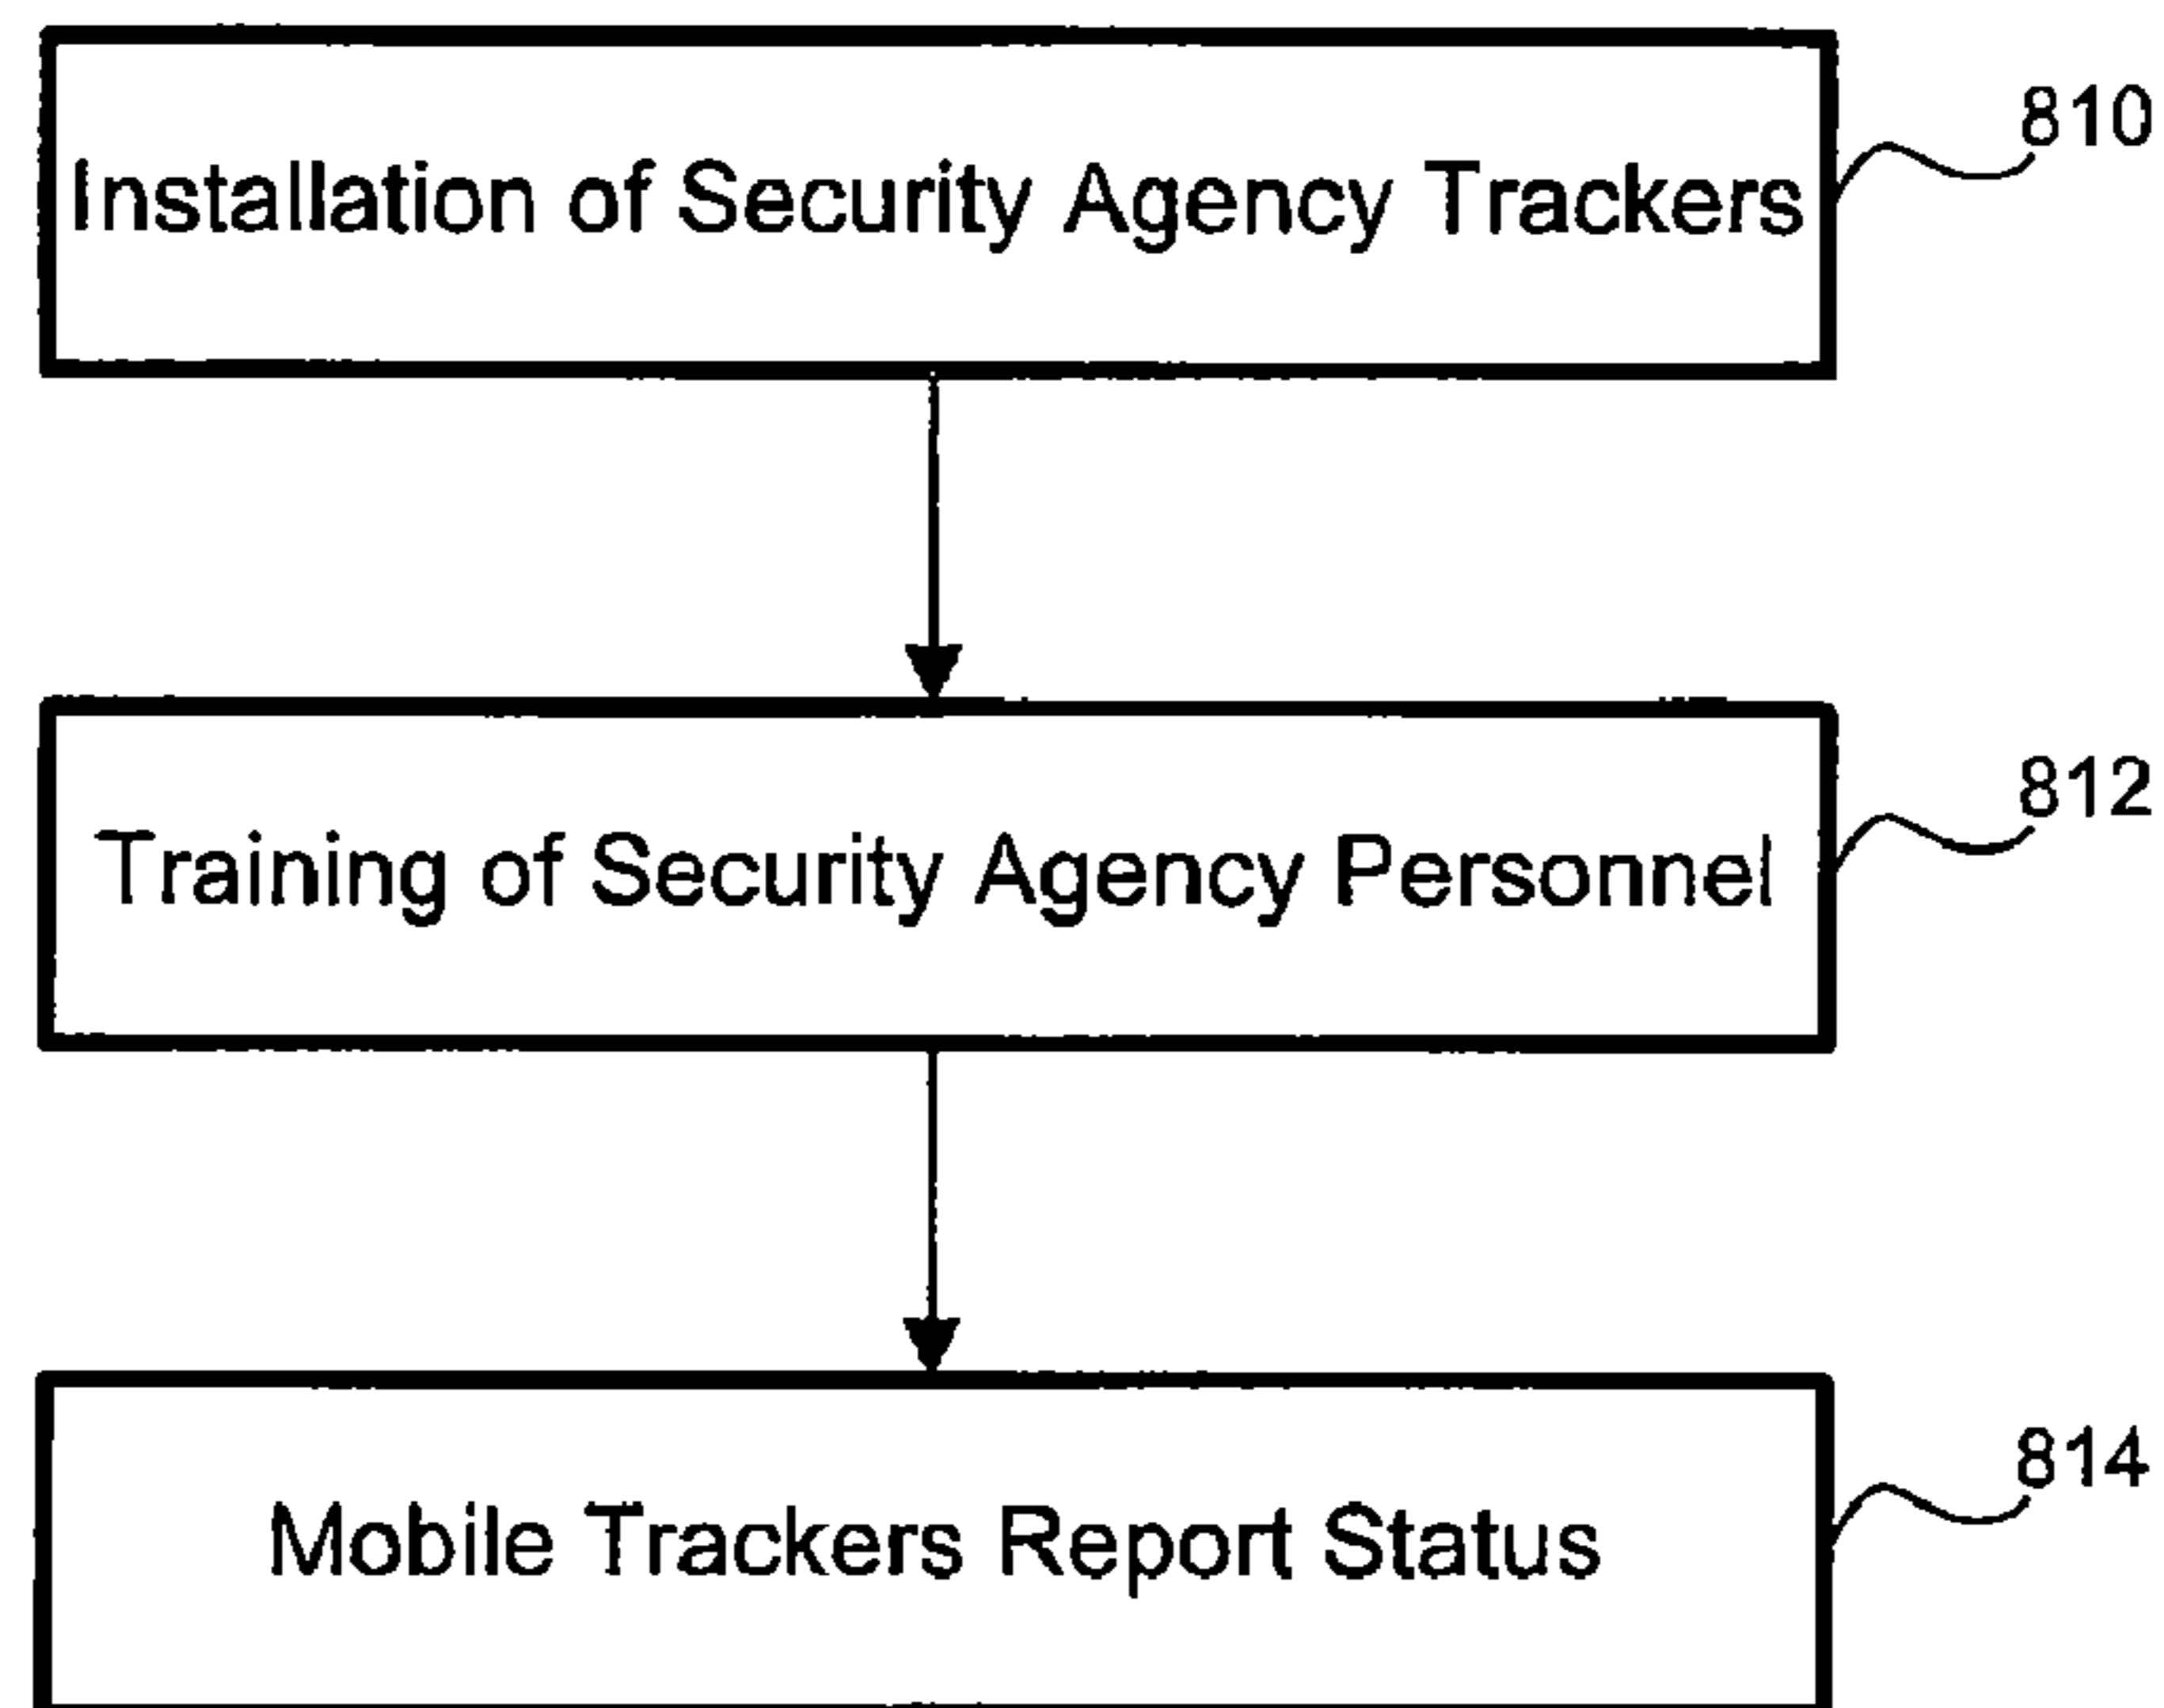 810
Installation of Security Agency Trackers
812
Training of Security Agency Personnel
814
Mobile Trackers Report Status